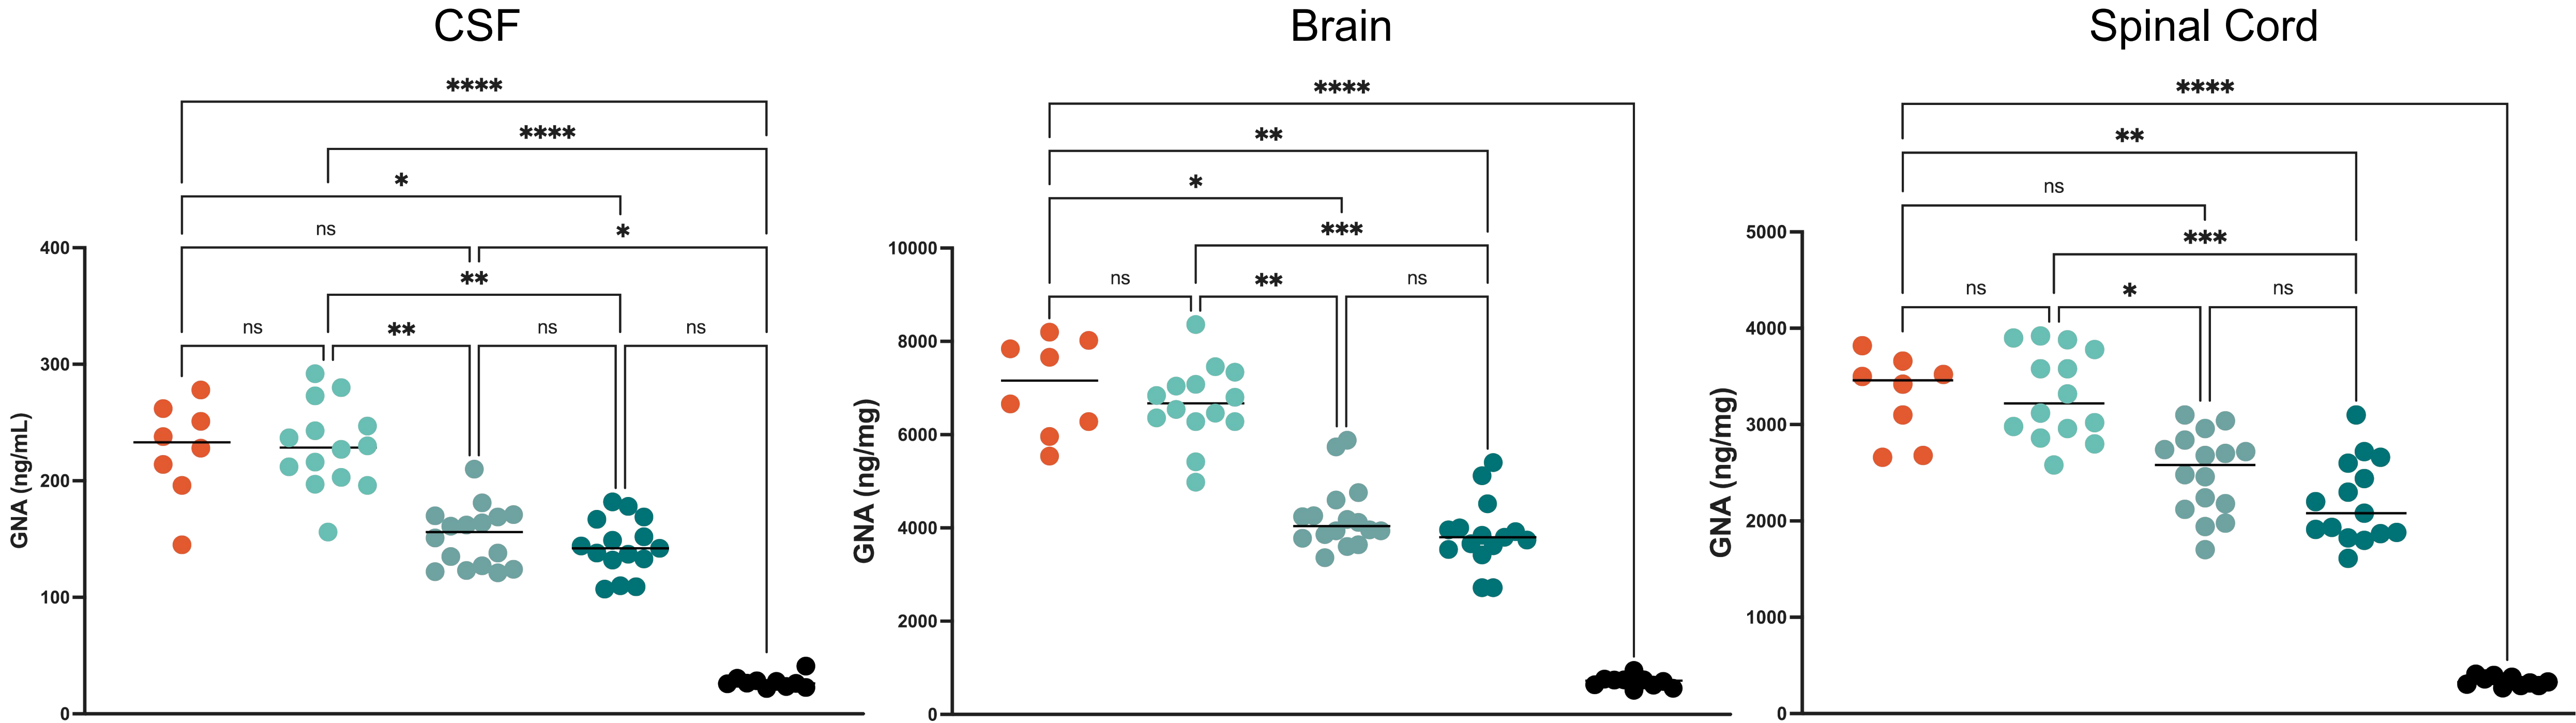 CSF
****
****
*
ns
*
**
ns
**
ns
ns
400
300
200
100
0
GNA (ng/mL)
Brain
****
**
*
***
ns
**
ns
10000
8000
6000
4000
2000
0
GNA (ng/mg)
Spinal Cord
****
**
ns
***
ns
*
ns
5000
4000
3000
2000
1000
0
GNA (ng/mg)